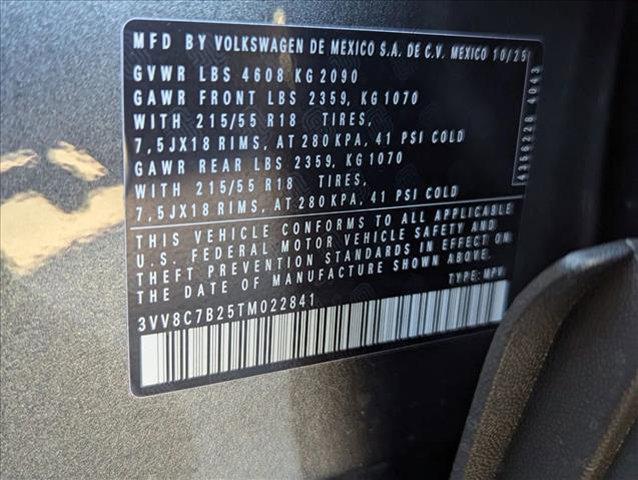 MFD BY VOLKSWAGEN DE MEXICO S.A. DE C.V. MEXICO 10/25
GVWR LBS 4608 KG 2090
GAWR FRONT LBS 2359, KG 1070
WITH 215/55 R18 TIRES,
7,5JX18 RIMS, AT 280 KPA, 41 PSI COLD
GAWR REAR LBS 2359, KG 1070
WITH 215/55 R18 TIRES,
7,5JX18 RIMS, AT 280 KPA, 41 PSI COLD
THIS VEHICLE CONFORMS TO ALL APPLICABLE
U.S. FEDERAL MOTOR VEHICLE SAFETY AND
THEFT PREVENTION STANDARDS IN EFFECT ON
THE DATE OF MANUFACTURE SHOWN ABOVE.
TYPE: MPV
3VV8C7B25TM022841
4356228 4043